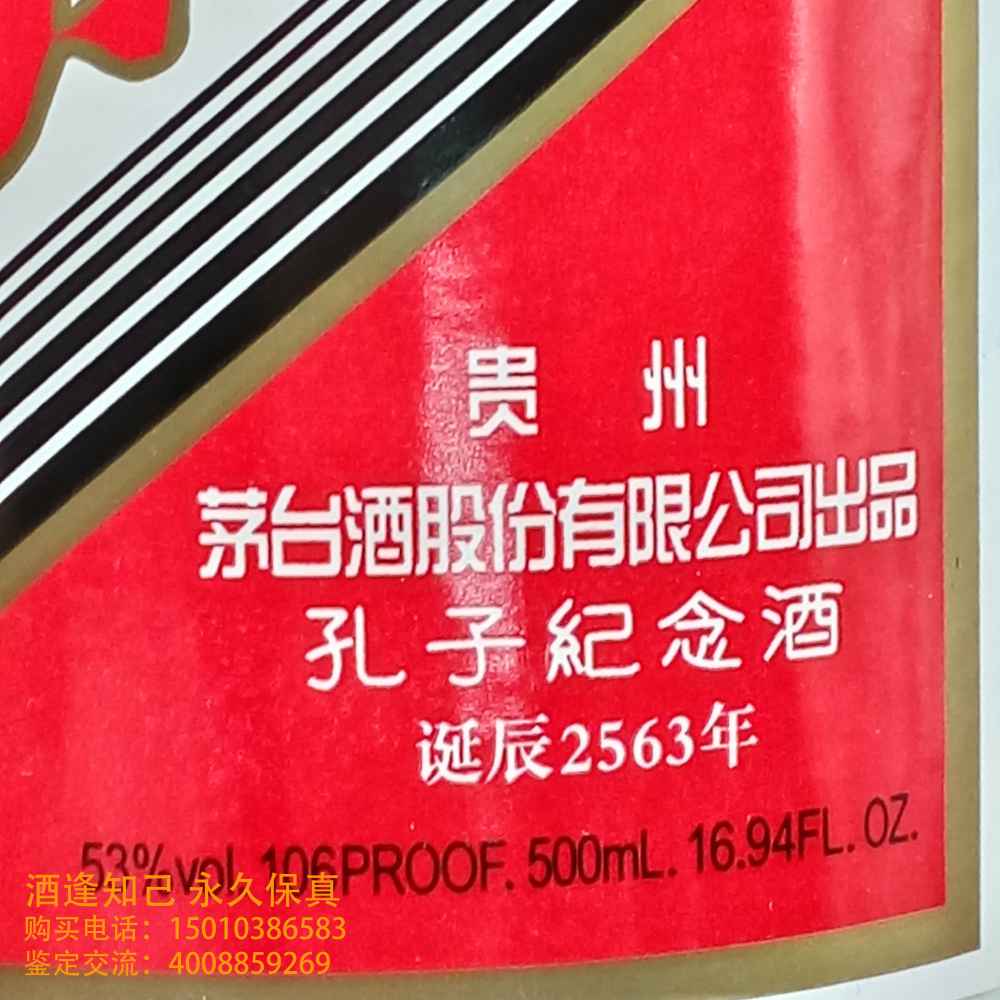 贵 州
茅台酒股份有限公司出品
孔子紀念酒
诞辰2563年
53%vol. 106PROOF. 500mL. 16.94FL. OZ.
酒逢知己 永久保真
购买电话：15010386583
鉴定交流：4008859269